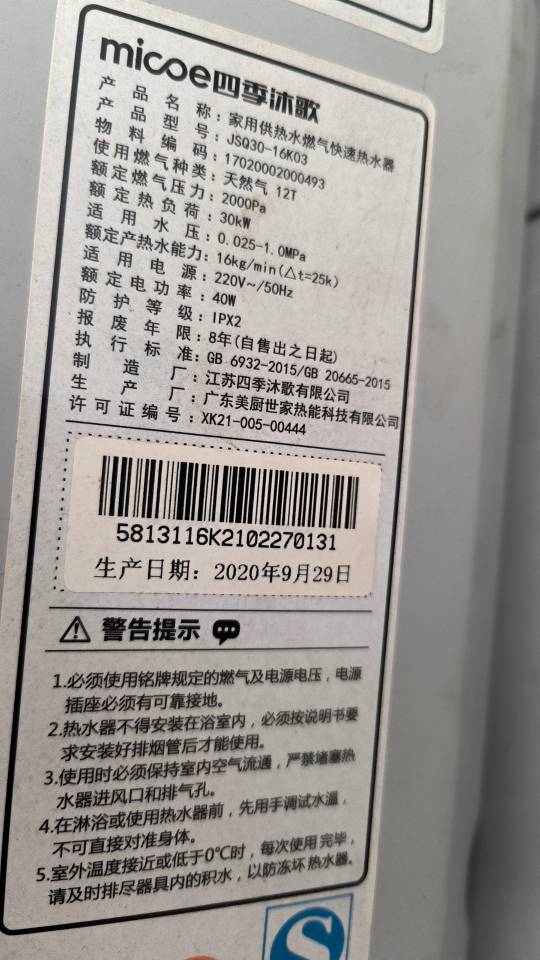 micoe四季沐歌
产品名称：家用供热水燃气快速热水器
产品型号：JSQ30-16K03
物料编码：17020002000493
使用燃气种类：天然气 12T
额定燃气压力：2000Pa
额定热负荷：30kW
适用水压：0.025-1.0MPa
额定产热水能力：16kg/min(△t=25k)
适用电源：220V~/50Hz
额定电功率：40W
防护等级：IPX2
报废年限：8年(自售出之日起)
执行标准：GB 6932-2015/GB 20665-2015
制造厂：江苏四季沐歌有限公司
生产厂：广东美厨世家热能科技有限公司
许可证编号：XK21-005-00444
5813116K2102270131
生产日期：2020年9月29日
警告提示
1.必须使用铭牌规定的燃气及电源电压，电源
插座必须有可靠接地。
2.热水器不得安装在浴室内，必须按说明书要
求安装好排烟管后才能使用。
3.使用时必须保持室内空气流通，严禁堵塞热
水器进风口和排气孔。
4.在淋浴或使用热水器前，先用手调试水温，
不可直接对准身体。
5.室外温度接近或低于0℃时，每次使用完毕，
请及时排尽器具内的积水，以防冻坏热水器。